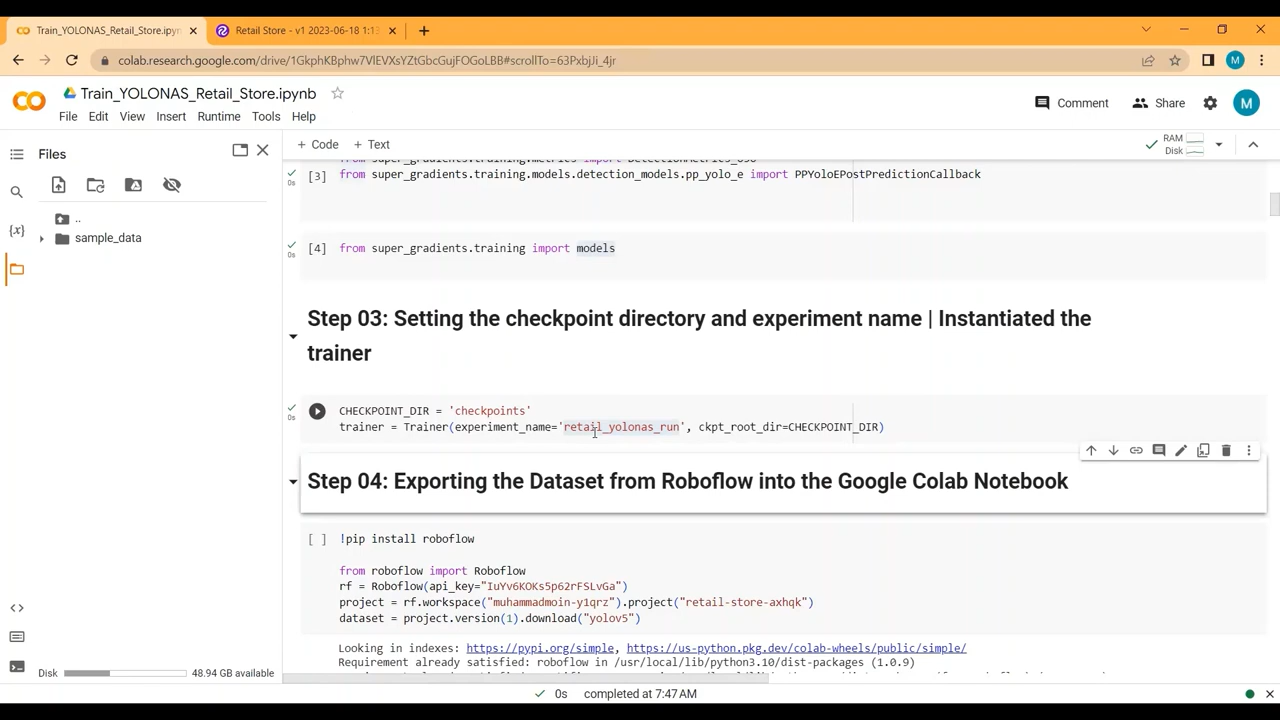 Train_YOLONAS_Retail_Store.ipyn
Retail Store - v1 2023-06-18 1:1
colab.research.google.com/drive/1GkphKBphw7VlEVXsYZtGbcGujFOGoLBB#scrollTo=63PxbjJi_4jr
M
Train_YOLONAS_Retail_Store.ipynb
File Edit View Insert Runtime Tools Help
Comment Share M
Files
+ Code + Text
RAM
Disk
..
sample_data
[3] from super_gradients.training.models.detection_models.pp_yolo_e import PPYoloEPostPredictionCallback
0s
[4] from super_gradients.training import models
0s
Step 03: Setting the checkpoint directory and experiment name | Instantiated the
trainer
CHECKPOINT_DIR = 'checkpoints'
0s
trainer = Trainer(experiment_name='retail_yolonas_run', ckpt_root_dir=CHECKPOINT_DIR)
Step 04: Exporting the Dataset from Roboflow into the Google Colab Notebook
[ ] !pip install roboflow
from roboflow import Roboflow
rf = Roboflow(api_key="IuYv6KOKs5p62rFSLvGa")
project = rf.workspace("muhammadmoin-y1qrz").project("retail-store-axhqk")
dataset = project.version(1).download("yolov5")
Looking in indexes: https://pypi.org/simple, https://us-python.pkg.dev/colab-wheels/public/simple/
Requirement already satisfied: roboflow in /usr/local/lib/python3.10/dist-packages (1.0.9)
Disk 48.94 GB available
0s completed at 7:47 AM